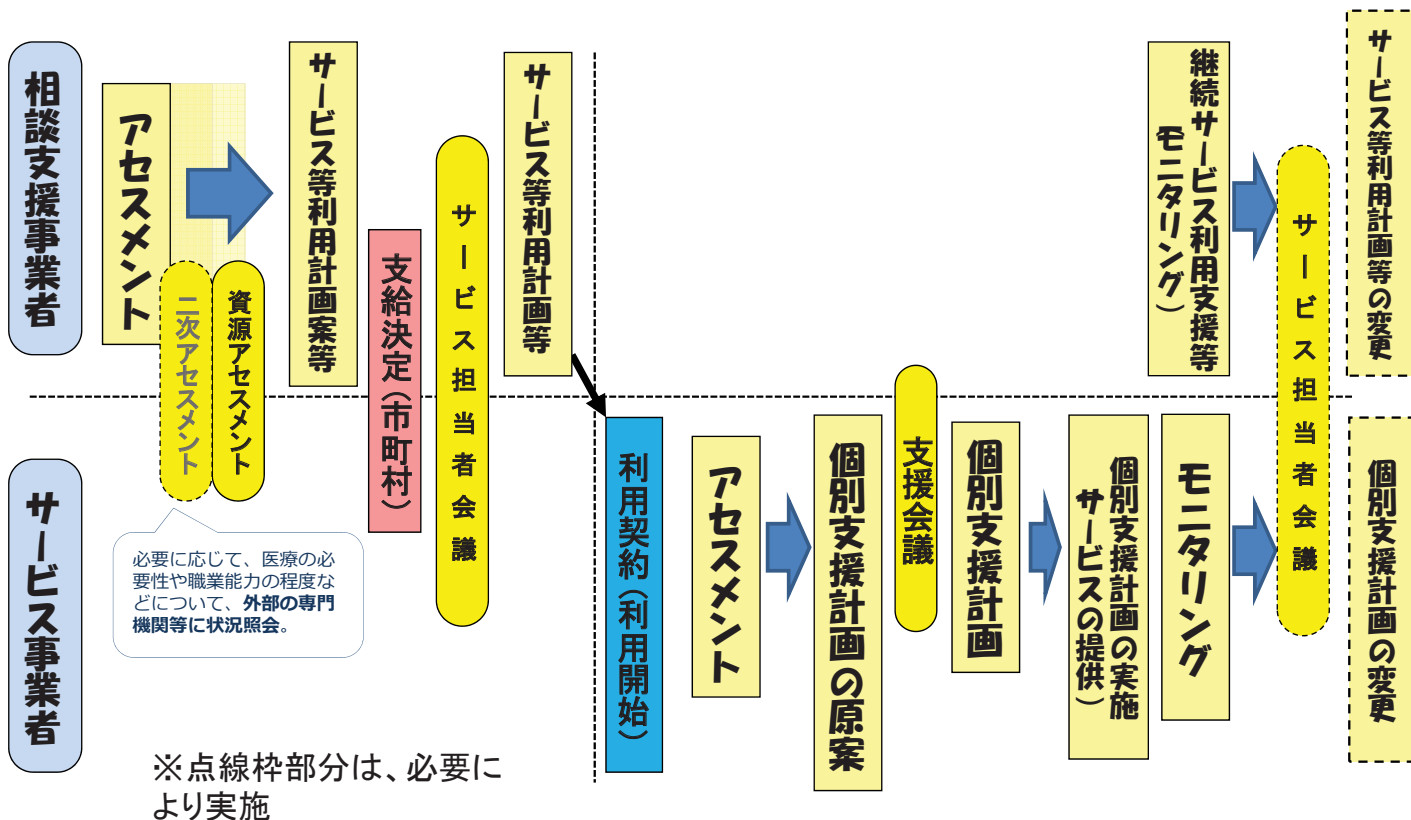 相談支援事業者
アセスメント
二次アセスメント
資源アセスメント
サービス等利用計画案等
支給決定(市町村)
サービス担当者会議
サービス等利用計画等
継続サービス利用支援等
モニタリング)
サービス担当者会議
サービス等利用計画等の変更
サービス事業者
必要に応じて、医療の必
要性や職業能力の程度な
どについて、外部の専門
機関等に状況照会。
利用契約(利用開始)
アセスメント
個別支援計画の原案
支援会議
個別支援計画
個別支援計画の実施
サービスの提供)
モニタリング
個別支援計画の変更
※点線枠部分は、必要に
より実施